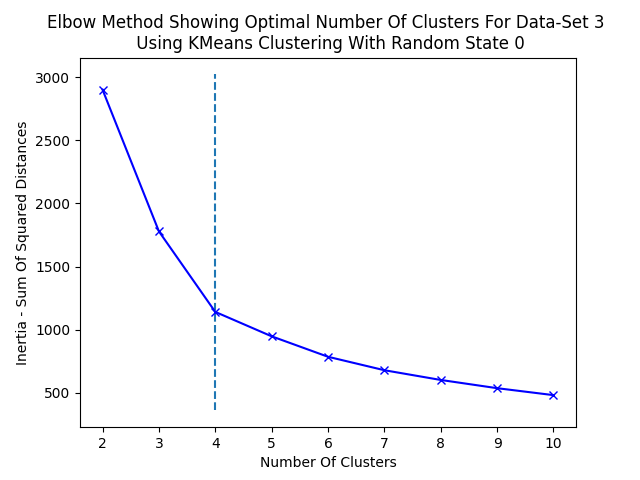 Elbow Method Showing Optimal Number Of Clusters For Data-Set 3
Using KMeans Clustering With Random State 0
3000
2500
2000
1500
1000
500
Inertia - Sum Of Squared Distances
2 3 4 5 6 7 8 9 10
Number Of Clusters